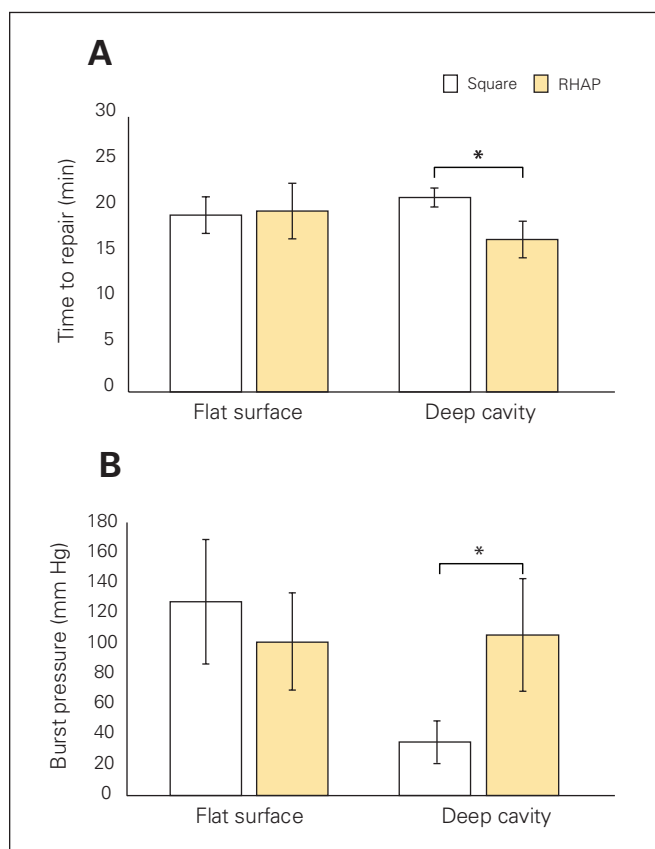 A
Square RHAP
Time to repair (min)
30
25
20
15
10
5
0
*
Flat surface Deep cavity
B
Burst pressure (mm Hg)
180
160
140
120
100
80
60
40
20
0
*
Flat surface Deep cavity